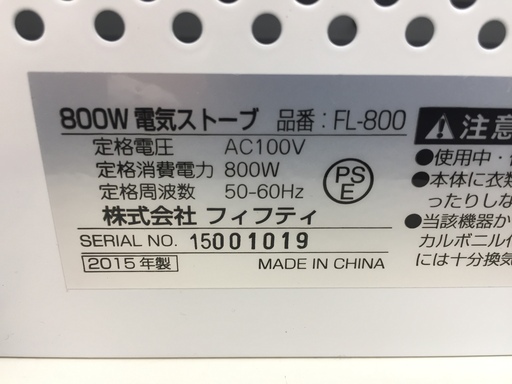 800W 電気ストーブ 品番：FL-800
定格電圧 AC100V
定格消費電力 800W
定格周波数 50-60Hz
PS
E
株式会社 フィフティ
SERIAL NO. 15001019
2015年製 MADE IN CHINA
注意
●使用中・
●本体に衣類
ったりしな
●当該機器か
カルボニル
には十分換気